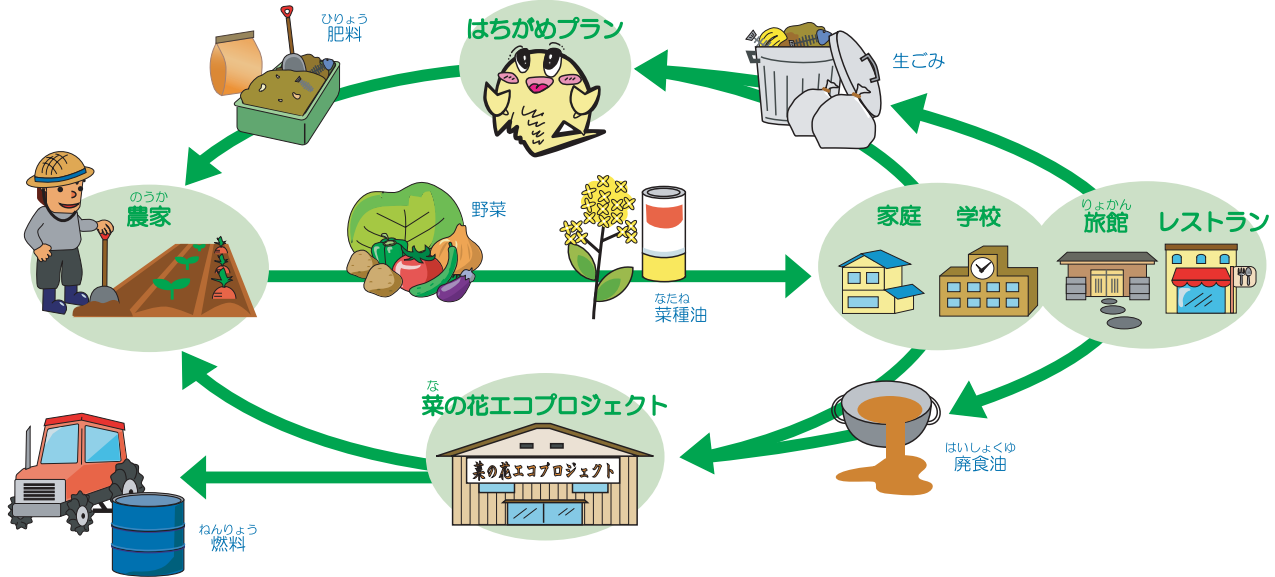 ひりょう
肥料
はちがめプラン
生ごみ
のうか
農家
野菜
なたね
菜種油
家庭
学校
りょかん
旅館
レストラン
な
菜の花エコプロジェクト
菜の花エコプロジェクト
はいしょくゆ
廃食油
ねんりょう
燃料